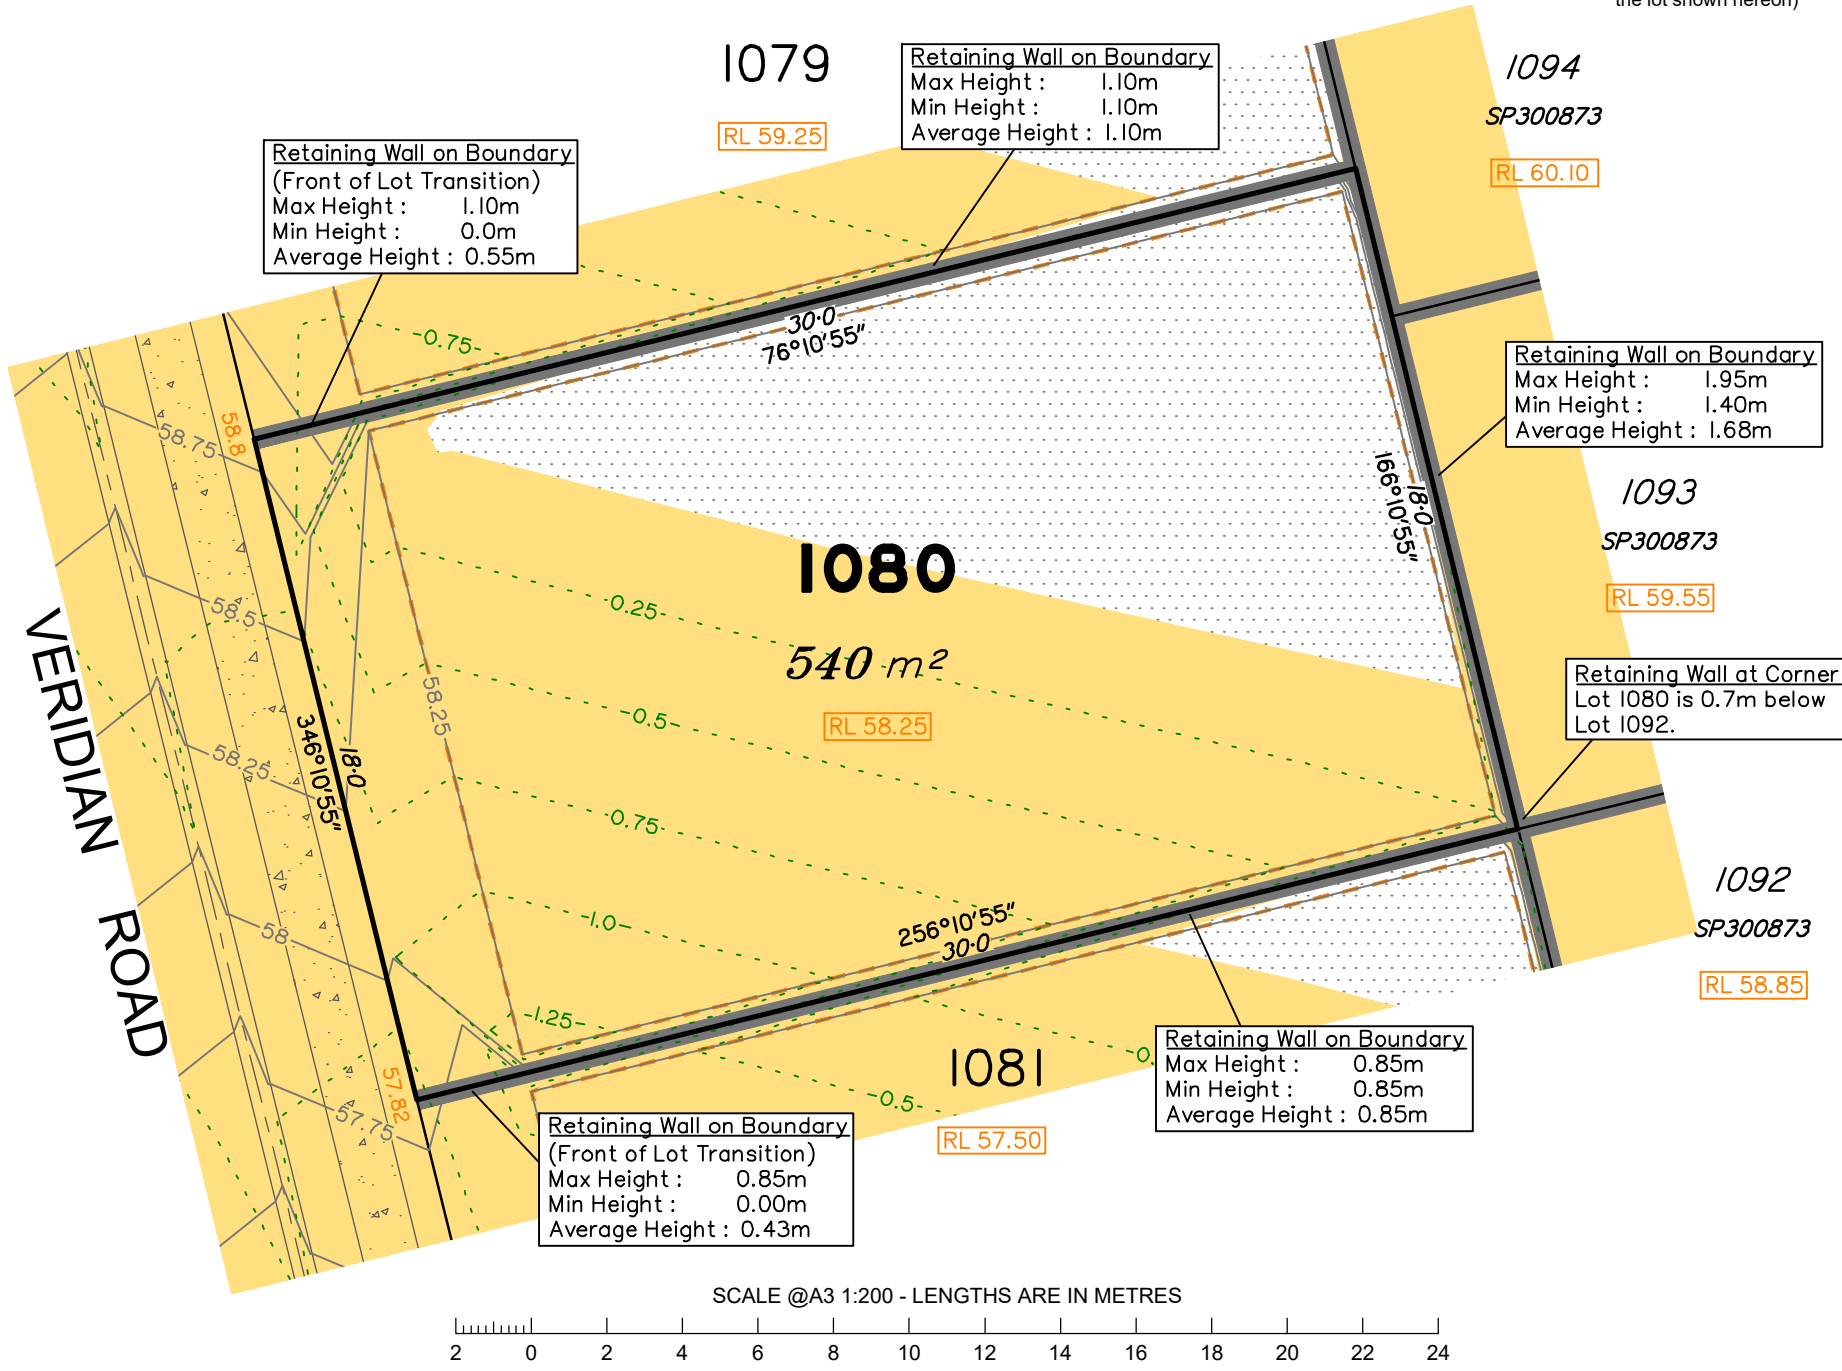 the lot shown hereon)
1079
RL 59.25
Retaining Wall on Boundary
Max Height : 1.10m
Min Height : 1.10m
Average Height : 1.10m
1094
SP300873
RL 60.10
Retaining Wall on Boundary
(Front of Lot Transition)
Max Height : 1.10m
Min Height : 0.0m
Average Height : 0.55m
0.75
30·0
76°10'55"
58.8
58.75
Retaining Wall on Boundary
Max Height : 1.95m
Min Height : 1.40m
Average Height : 1.68m
18·0
166°10'55"
1093
SP300873
RL 59.55
1080
540 m²
RL 58.25
0.25
58.5
58.25
0.5
VERIDIAN ROAD
346°10'55"
18·0
58.25
0.75
Retaining Wall at Corner
Lot 1080 is 0.7m below
Lot 1092.
1092
SP300873
RL 58.85
58
1.0
256°10'55"
30·0
1.25
57.82
57.75
0.5
0.
1081
RL 57.50
Retaining Wall on Boundary
Max Height : 0.85m
Min Height : 0.85m
Average Height : 0.85m
Retaining Wall on Boundary
(Front of Lot Transition)
Max Height : 0.85m
Min Height : 0.00m
Average Height : 0.43m
SCALE @A3 1:200 - LENGTHS ARE IN METRES
2 0 2 4 6 8 10 12 14 16 18 20 22 24